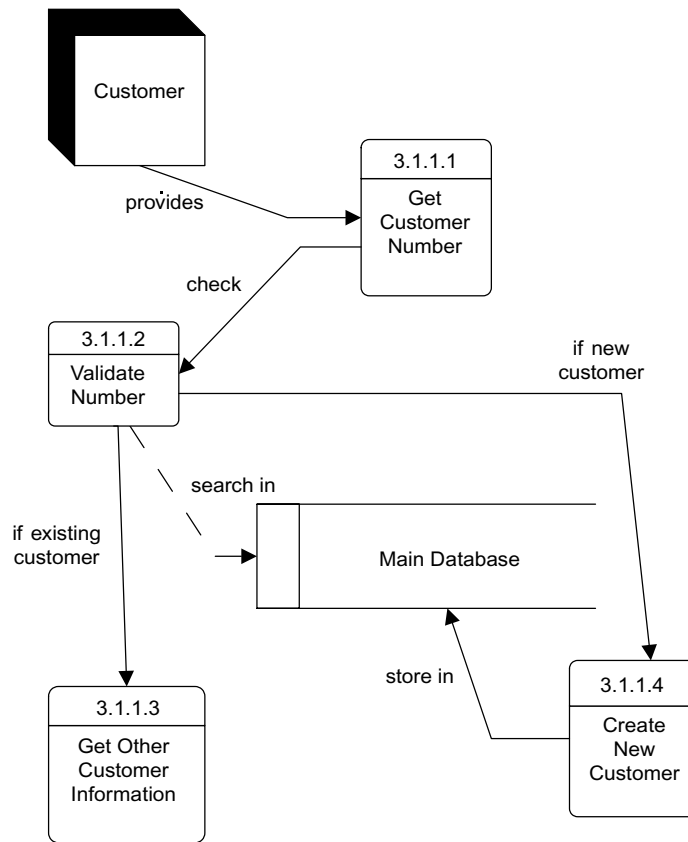 Customer
provides
3.1.1.1
Get
Customer
Number
check
3.1.1.2
Validate
Number
if new
customer
search in
if existing
customer
Main Database
store in
3.1.1.3
Get Other
Customer
Information
3.1.1.4
Create
New
Customer